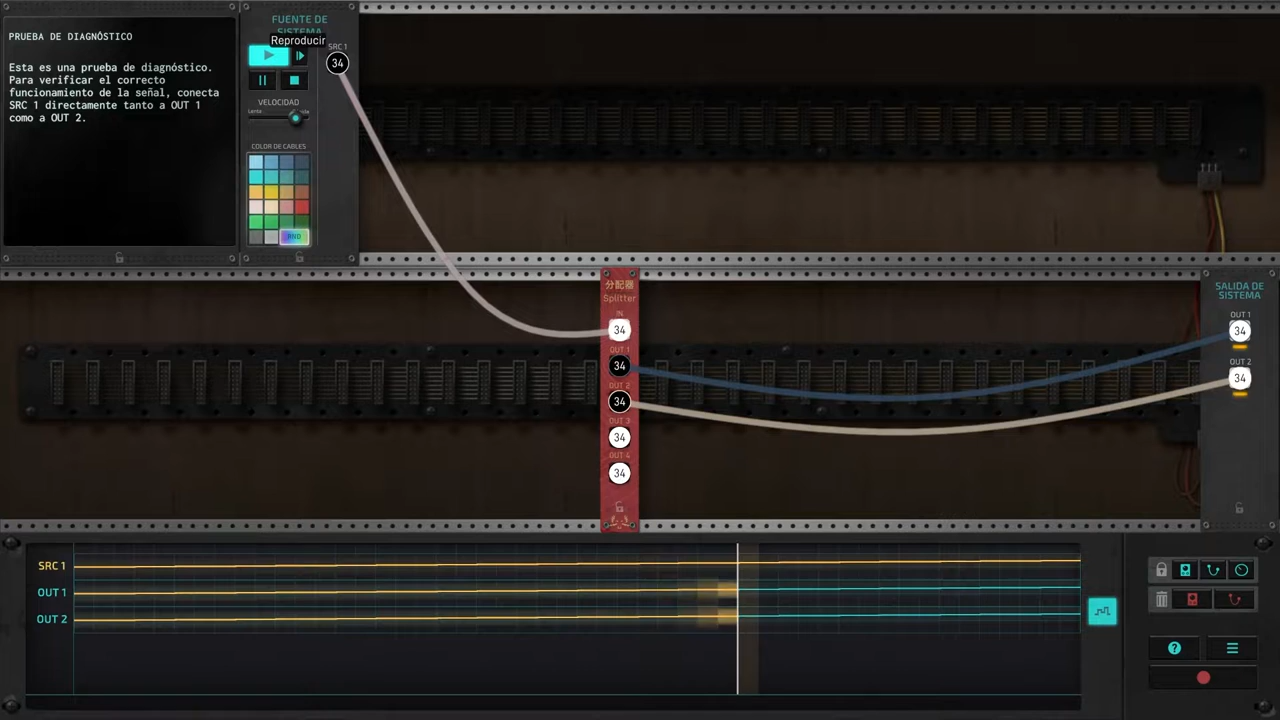 PRUEBA DE DIAGNÓSTICO
Esta es una prueba de diagnóstico.
Para verificar el correcto
funcionamiento de la señal, conecta
SRC 1 directamente tanto a OUT 1
como a OUT 2.
FUENTE DE
SISTEMA
Reproducir
SRC 1
34
VELOCIDAD
Lenta
COLOR DE CABLES
RND
分配器
Splitter
IN
34
OUT 1
34
OUT 2
34
OUT 3
34
OUT 4
34
SALIDA DE
SISTEMA
OUT 1
34
OUT 2
34
SRC 1
OUT 1
OUT 2
?